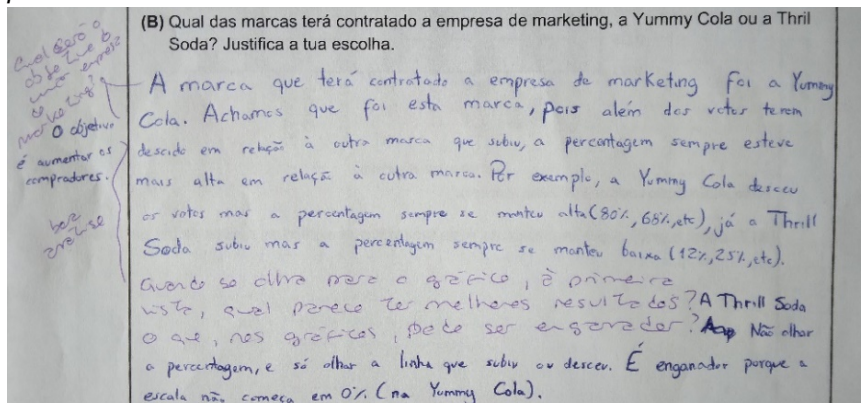 (B) Qual das marcas terá contratado a empresa de marketing, a Yummy Cola ou a Thril
Soda? Justifica a tua escolha.
Qual será o
objetivo
uma empresa
de
marketing?
O objetivo
é aumentar os
compradores.
boa
análise
A marca que terá contratado a empresa de marketing foi a Yummy
Cola. Achamos que foi esta marca, pois além dos votos terem
descido em relação à outra marca que subiu, a percentagem sempre esteve
mais alta em relação à outra marca. Por exemplo, a Yummy Cola desceu
os votos mas a percentagem sempre se manteu alta (80%, 68%, etc), já a Thrill
Soda subiu mas a percentagem sempre se manteu baixa (12%, 25%, etc).
Quando se olha para o gráfico, à primeira
vista, qual parece ter melhores resultados? A Thrill Soda
O que, nos gráficos, pode ser enganador? Não olhar
a percentagem, e só olhar a linha que subiu ou desceu. É enganador porque a
escala não começa em 0%. (na Yummy Cola).